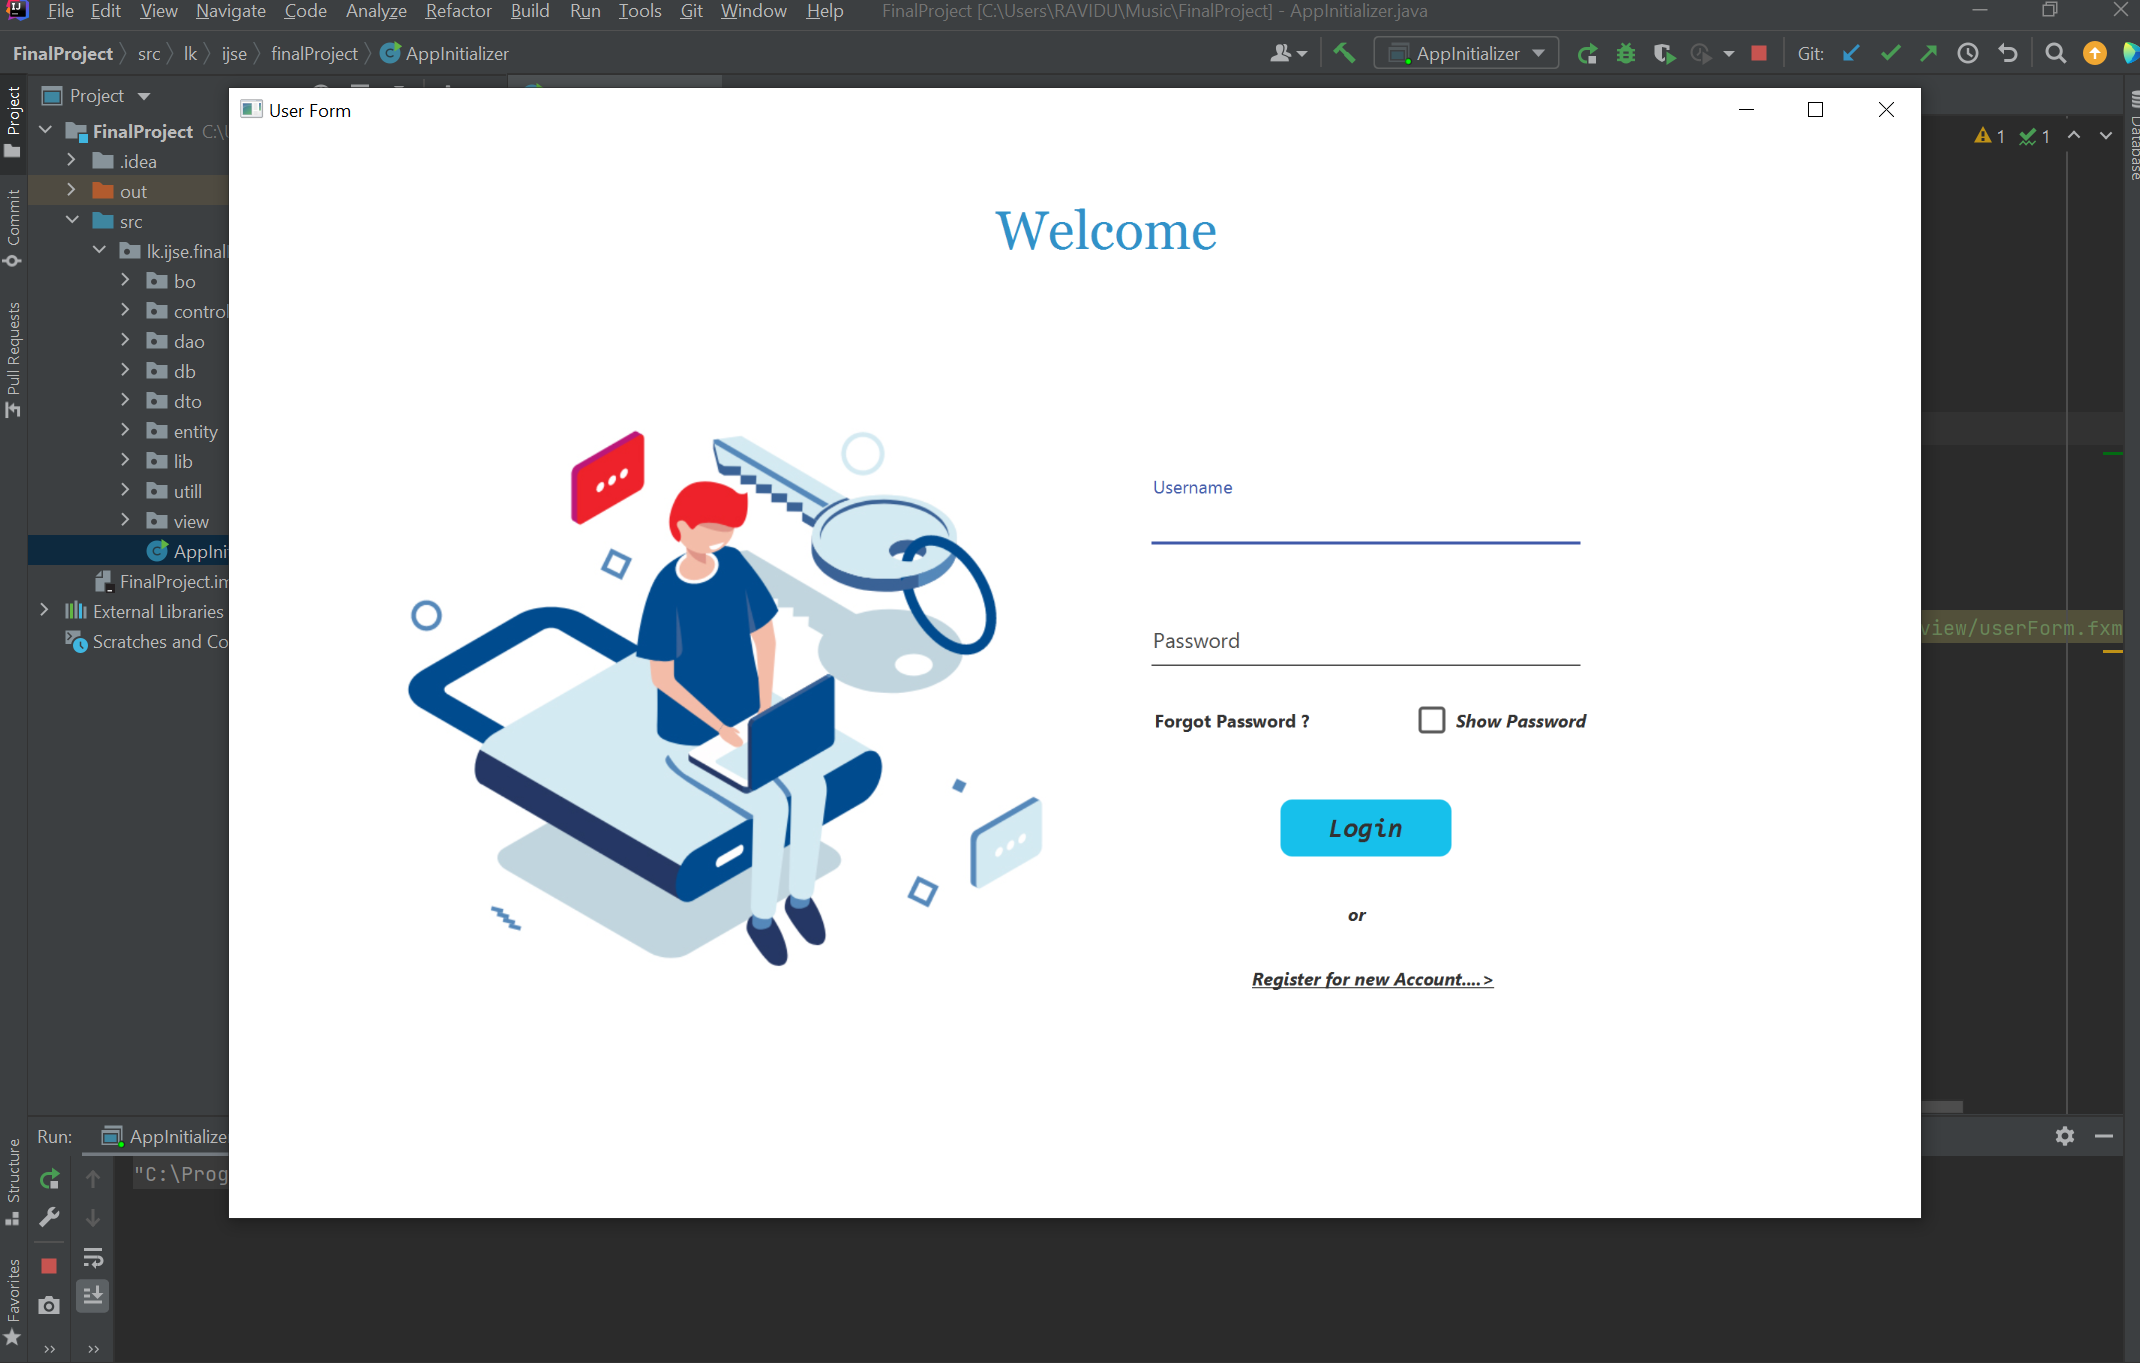 File Edit View Navigate Code Analyze Refactor Build Run Tools Git Window Help FinalProject [C:\Users\RAVIDU\Music\FinalProject] - AppInitializer.java
FinalProject src lk ijse finalProject AppInitializer AppInitializer Git:
Project
User Form
FinalProject C:\
.idea
out
src
lk.ijse.final
bo
control
dao
db
dto
entity
lib
utill
view
AppIni
FinalProject.im
External Libraries
Scratches and Co
Project
Commit
Pull Requests
Structure
Favorites
1 1
Database
view/userForm.fxm
Welcome
Username
Password
Forgot Password ? Show Password
Login
or
Register for new Account....>
Run: AppInitialize
"C:\Prog